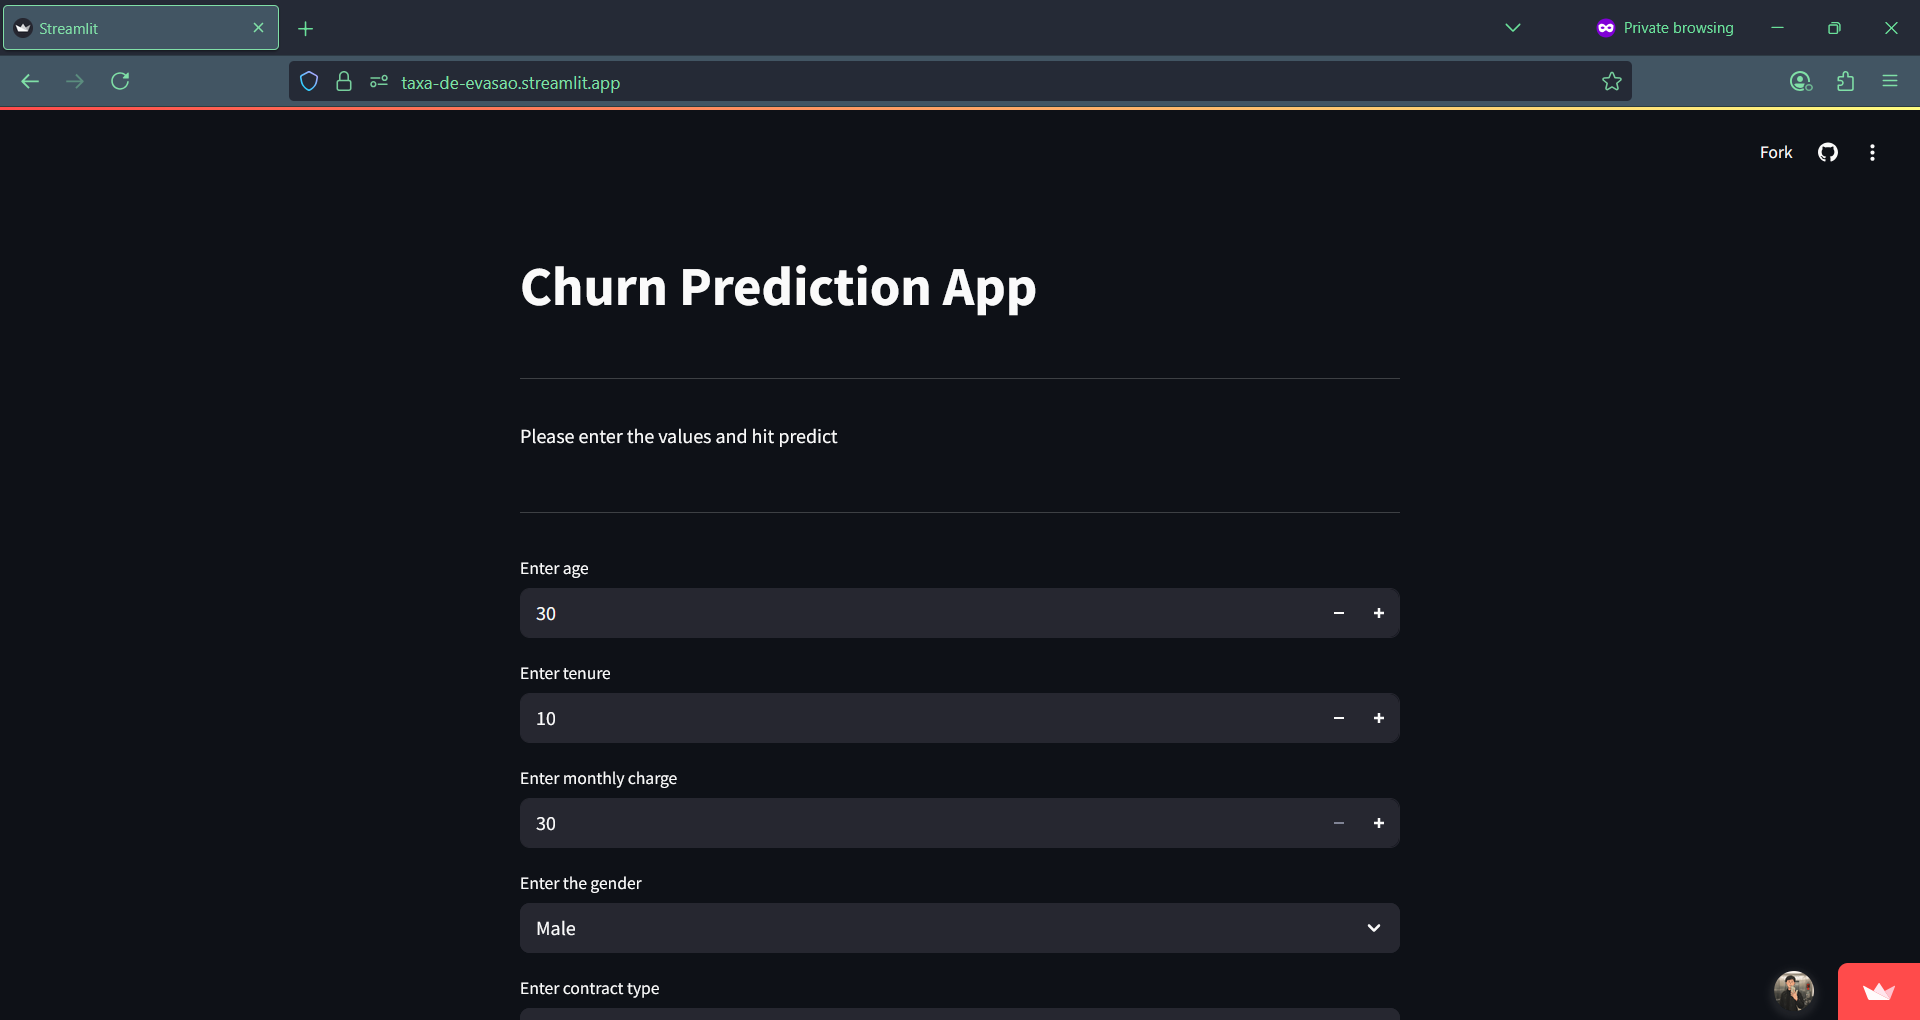 Streamlit
Private browsing
taxa-de-evasao.streamlit.app
Fork
Churn Prediction App
Please enter the values and hit predict
Enter age
30
Enter tenure
10
Enter monthly charge
30
Enter the gender
Male
Enter contract type